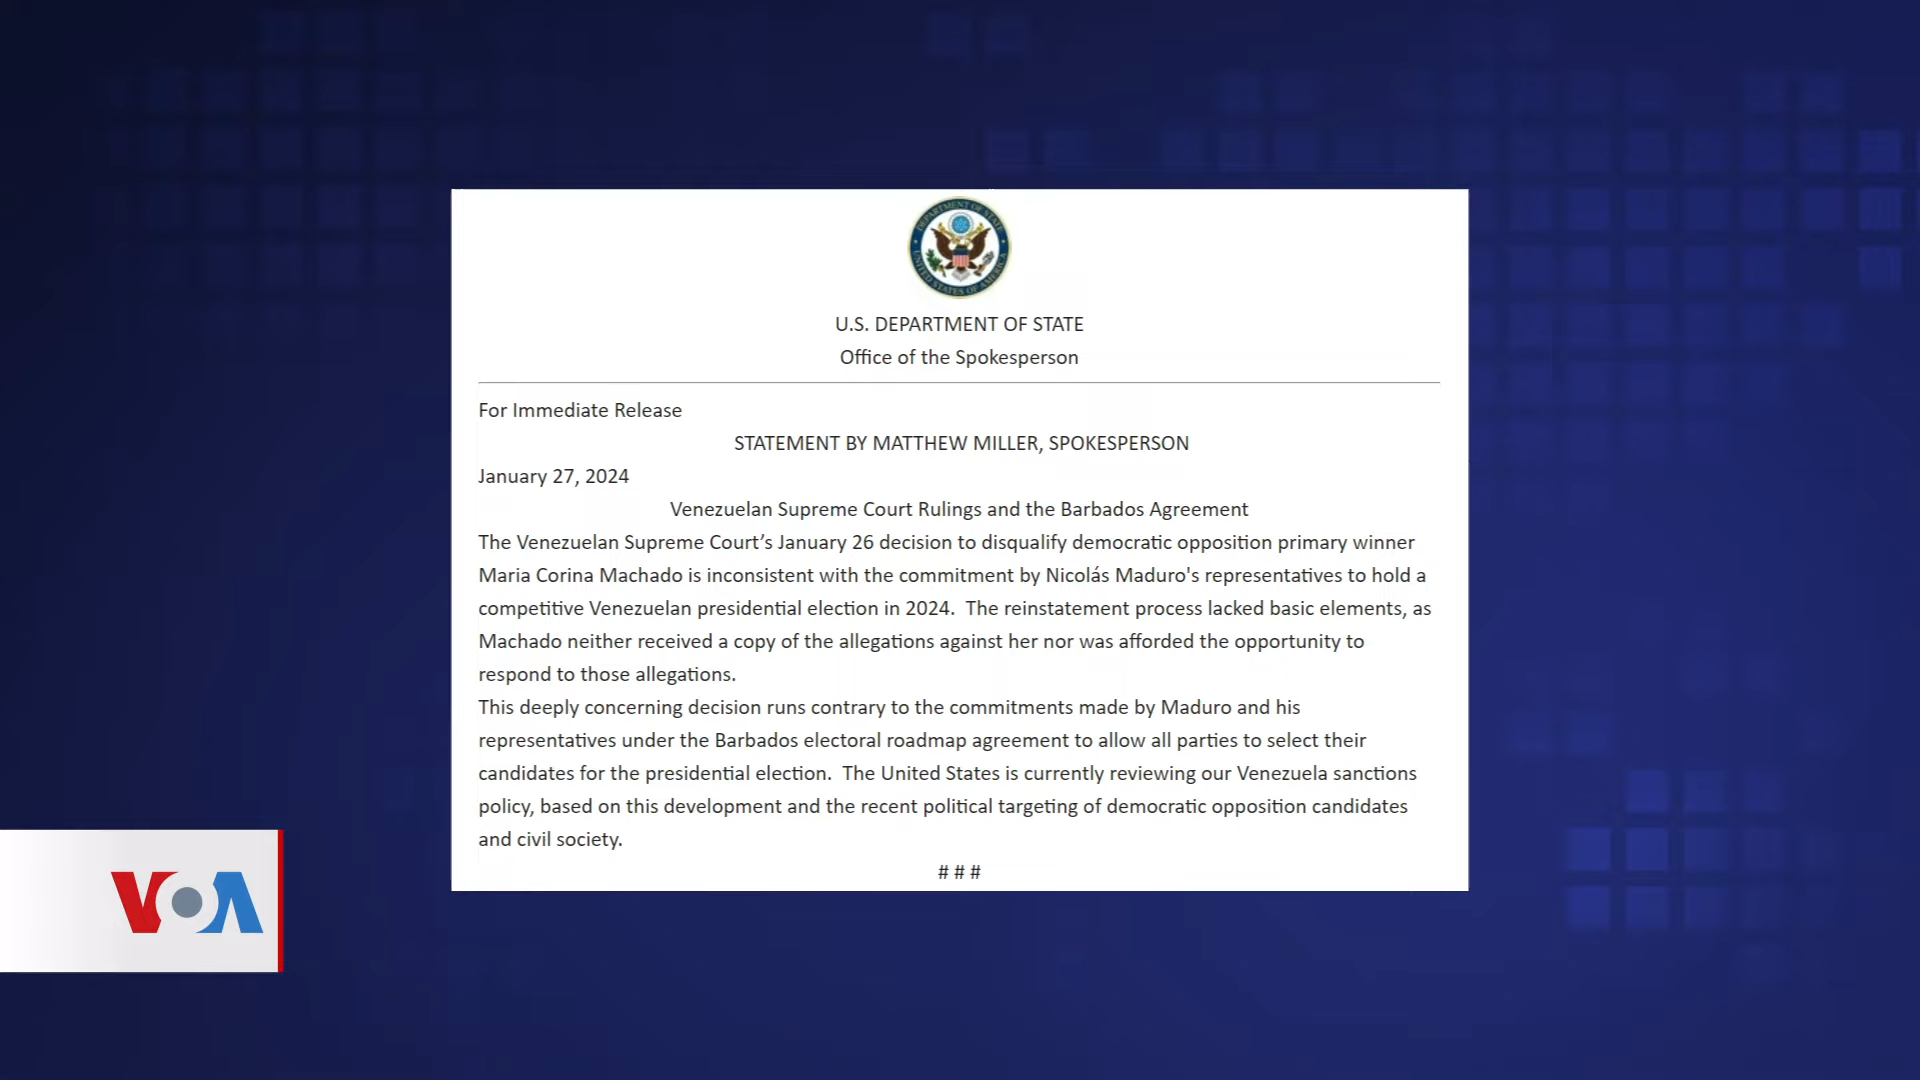 DEPARTMENT OF STATE
UNITED STATES OF AMERICA
U.S. DEPARTMENT OF STATE
Office of the Spokesperson
For Immediate Release
STATEMENT BY MATTHEW MILLER, SPOKESPERSON
January 27, 2024
Venezuelan Supreme Court Rulings and the Barbados Agreement
The Venezuelan Supreme Court’s January 26 decision to disqualify democratic opposition primary winner
Maria Corina Machado is inconsistent with the commitment by Nicolás Maduro's representatives to hold a
competitive Venezuelan presidential election in 2024.  The reinstatement process lacked basic elements, as
Machado neither received a copy of the allegations against her nor was afforded the opportunity to
respond to those allegations.
This deeply concerning decision runs contrary to the commitments made by Maduro and his
representatives under the Barbados electoral roadmap agreement to allow all parties to select their
candidates for the presidential election.  The United States is currently reviewing our Venezuela sanctions
policy, based on this development and the recent political targeting of democratic opposition candidates
and civil society.
# # #
VOA